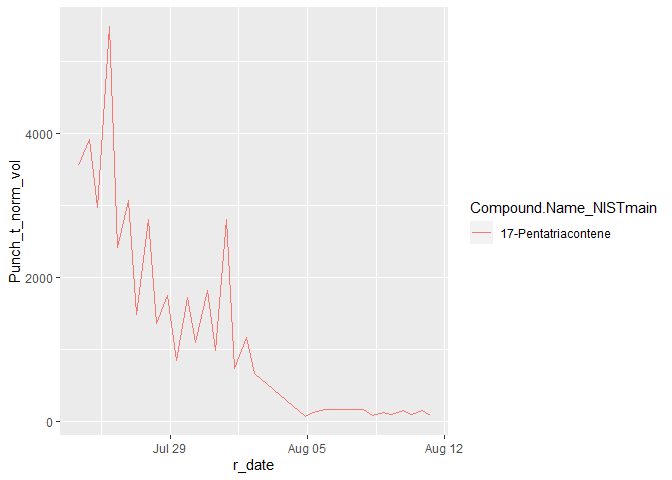 4000
2000
0
Punch_t_norm_vol
Jul 29
Aug 05
Aug 12
r_date
Compound.Name_NISTmain
17-Pentatriacontene